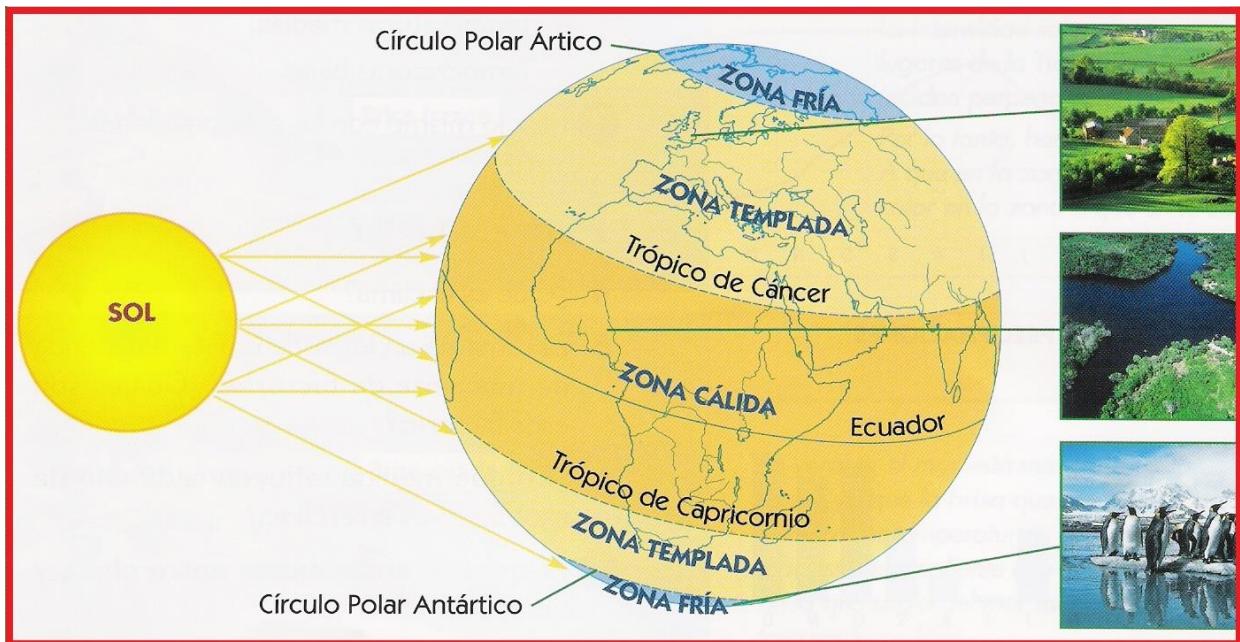 Círculo Polar Ártico
ZONA FRÍA
ZONA TEMPLADA
Trópico de Cáncer
SOL
ZONA CÁLIDA
Ecuador
Trópico de Capricornio
ZONA TEMPLADA
Círculo Polar Antártico
ZONA FRÍA